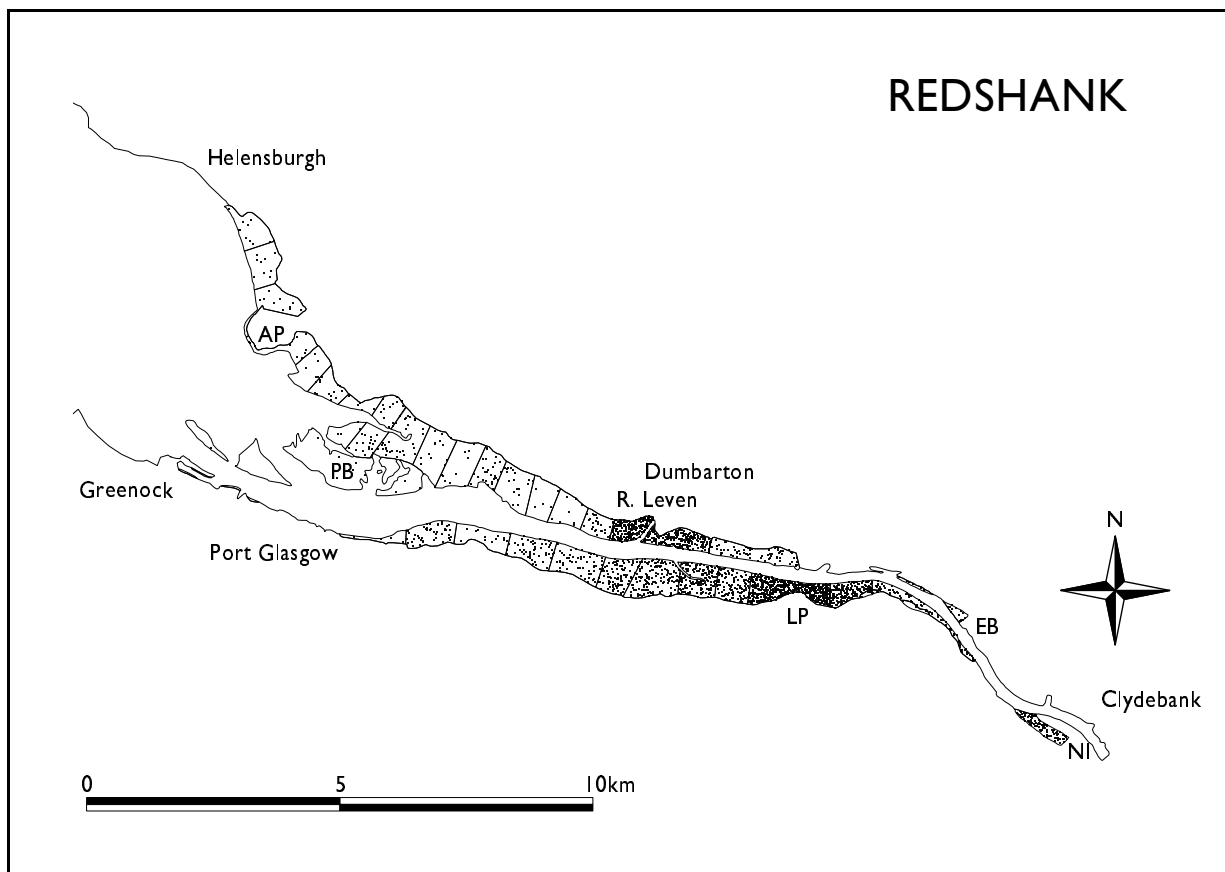 REDSHANK
Helensburgh
AP
PB
Greenock
Port Glasgow
Dumbarton
R. Leven
LP
N
EB
Clydebank
NI
0 5 10km